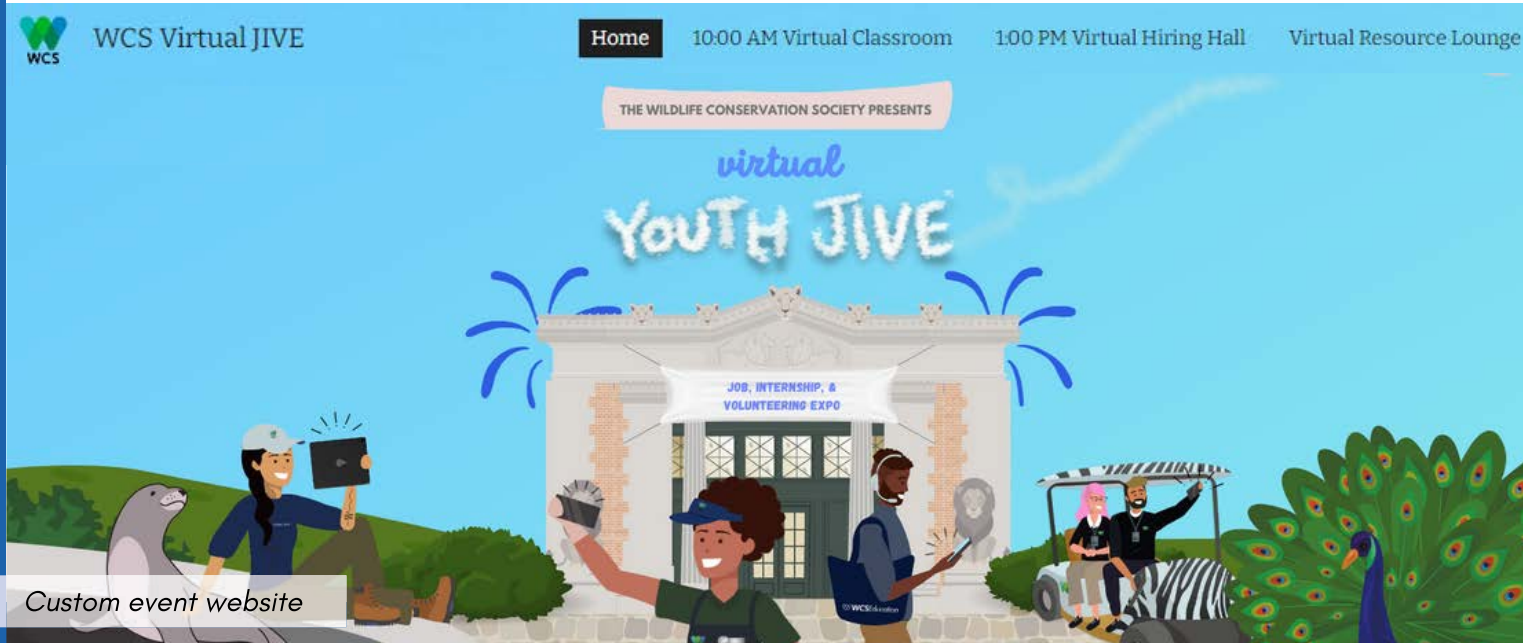 WCS
WCS Virtual JIVE
Home
10:00 AM Virtual Classroom
1:00 PM Virtual Hiring Hall
Virtual Resource Lounge
THE WILDLIFE CONSERVATION SOCIETY PRESENTS
virtual
YOUTH JIVE
JOB, INTERNSHIP, &
VOLUNTEERING EXPO
WCSEducation
Custom event website